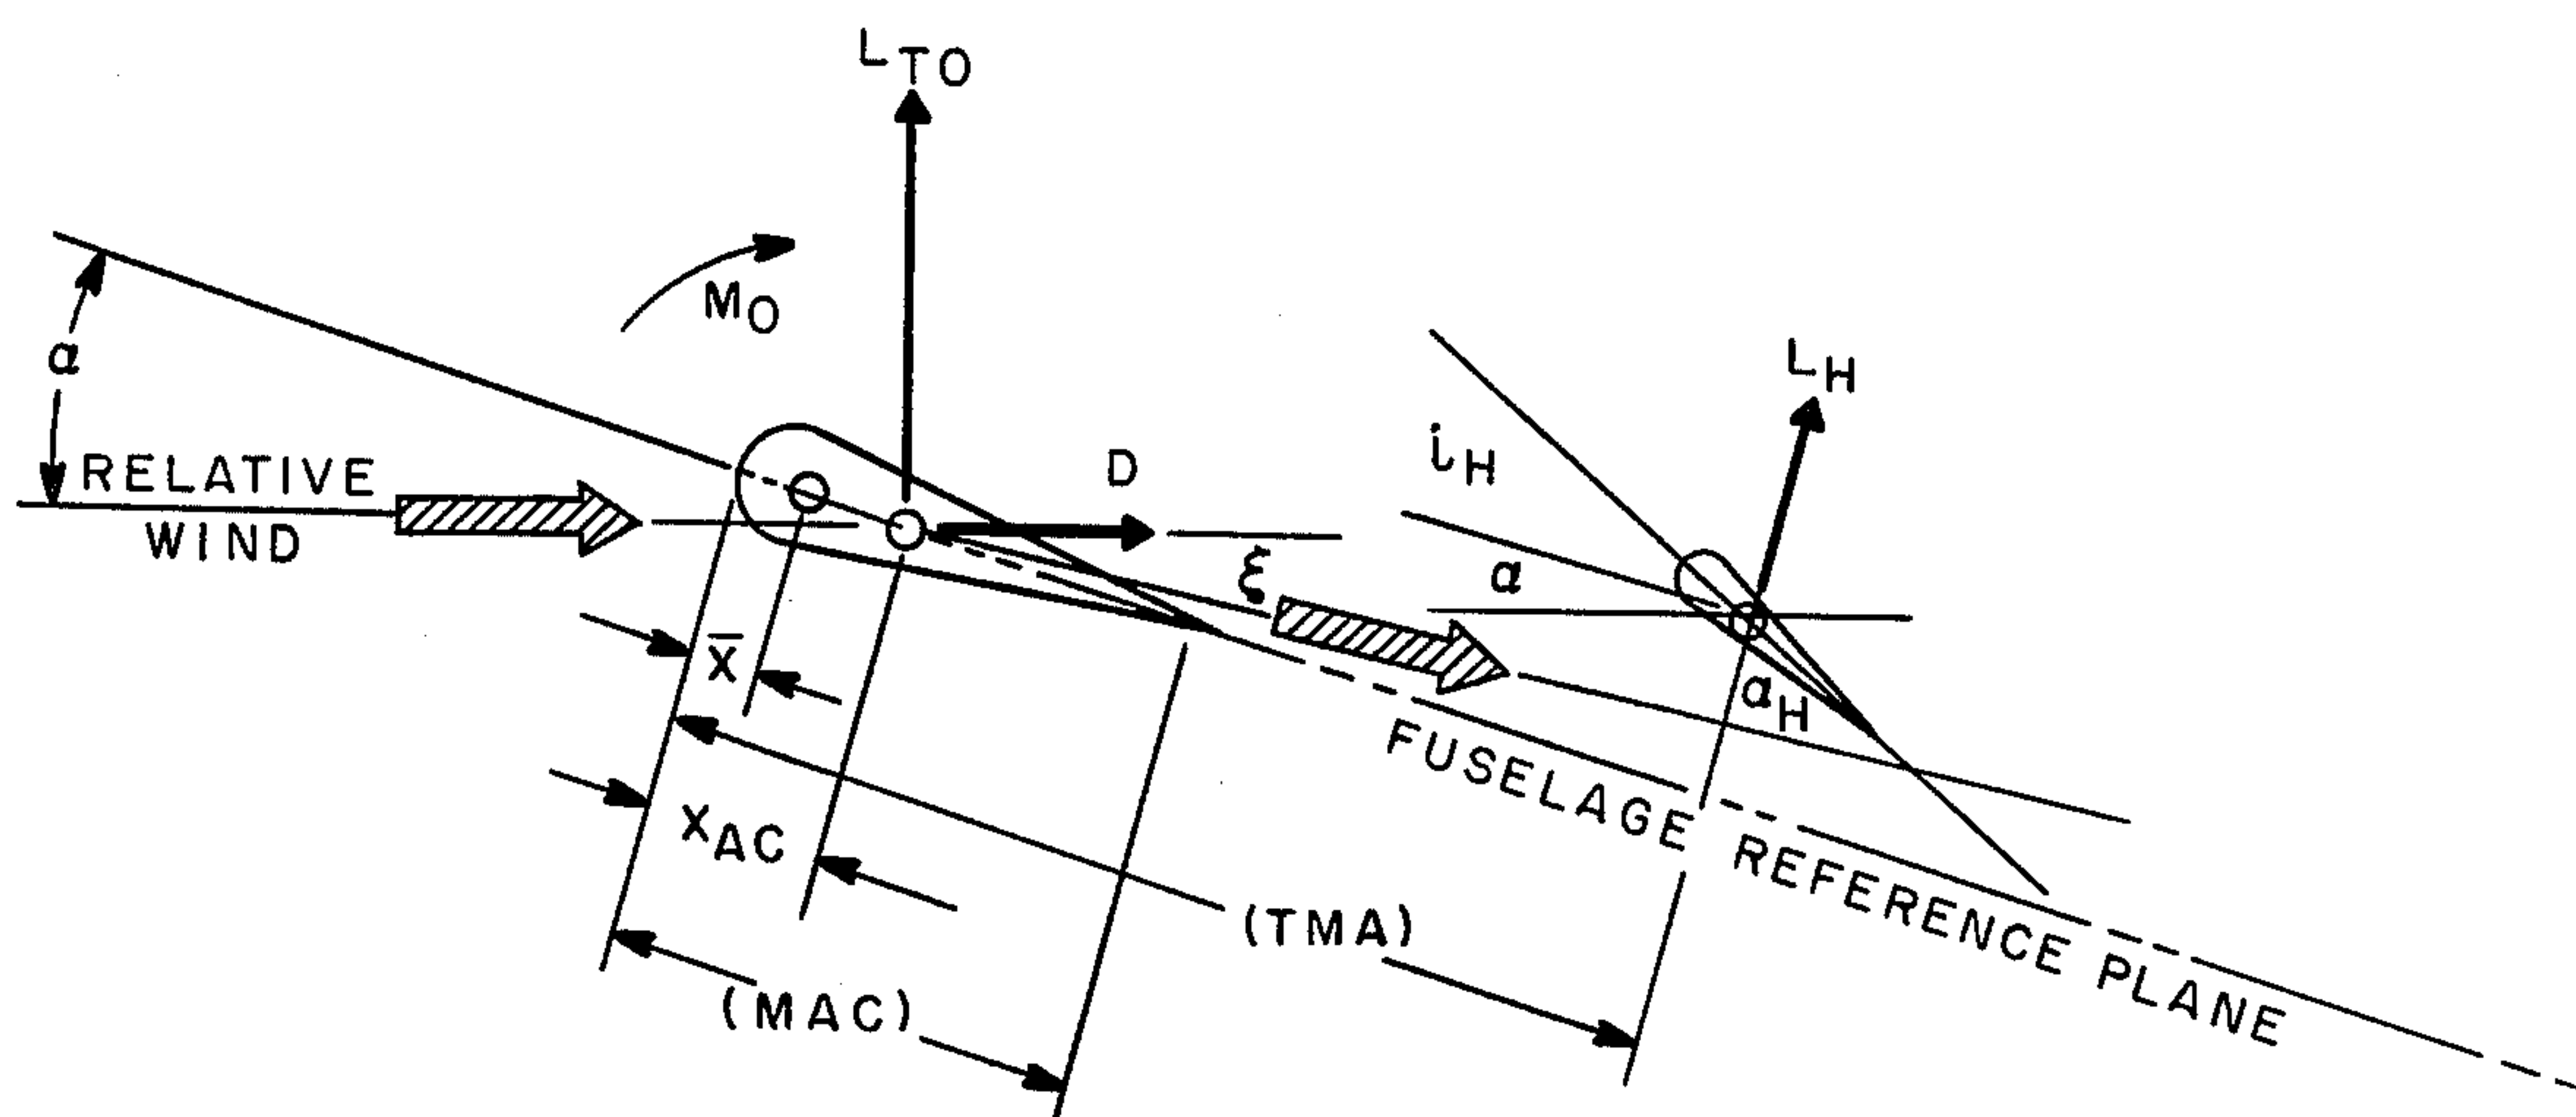 L_TO
M_O
α
RELATIVE
WIND
D
ξ
L_H
i_H
α
α_H
x̄
X_AC
(TMA)
(MAC)
FUSELAGE REFERENCE PLANE